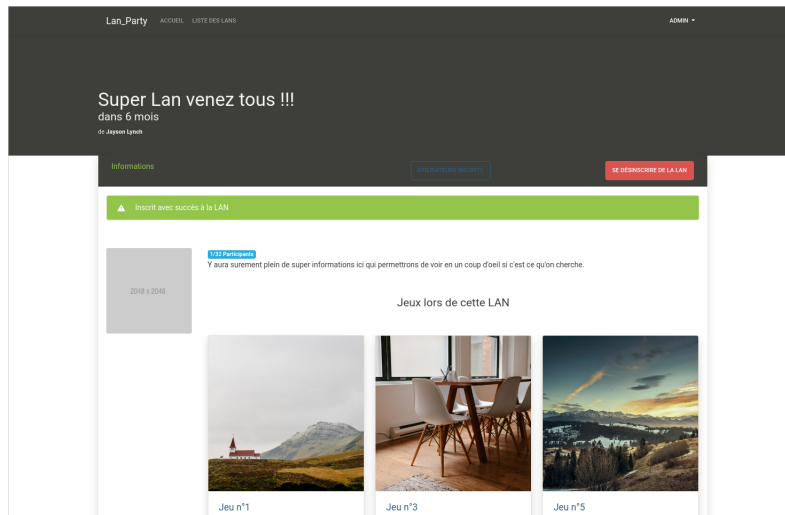 Lan_Party ACCUEIL LISTE DES LANS ADMIN
Super Lan venez tous !!!
dans 6 mois
de Jayson Lynch
Informations UTILISATEURS INSCRITS SE DÉSINSCRIRE DE LA LAN
Inscrit avec succès à la LAN
1/32 Participants
Y aura surement plein de super informations ici qui permettrons de voir en un coup d'oeil si c'est ce qu'on cherche.
2048 x 2048
Jeux lors de cette LAN
Jeu n°1 Jeu n°3 Jeu n°5